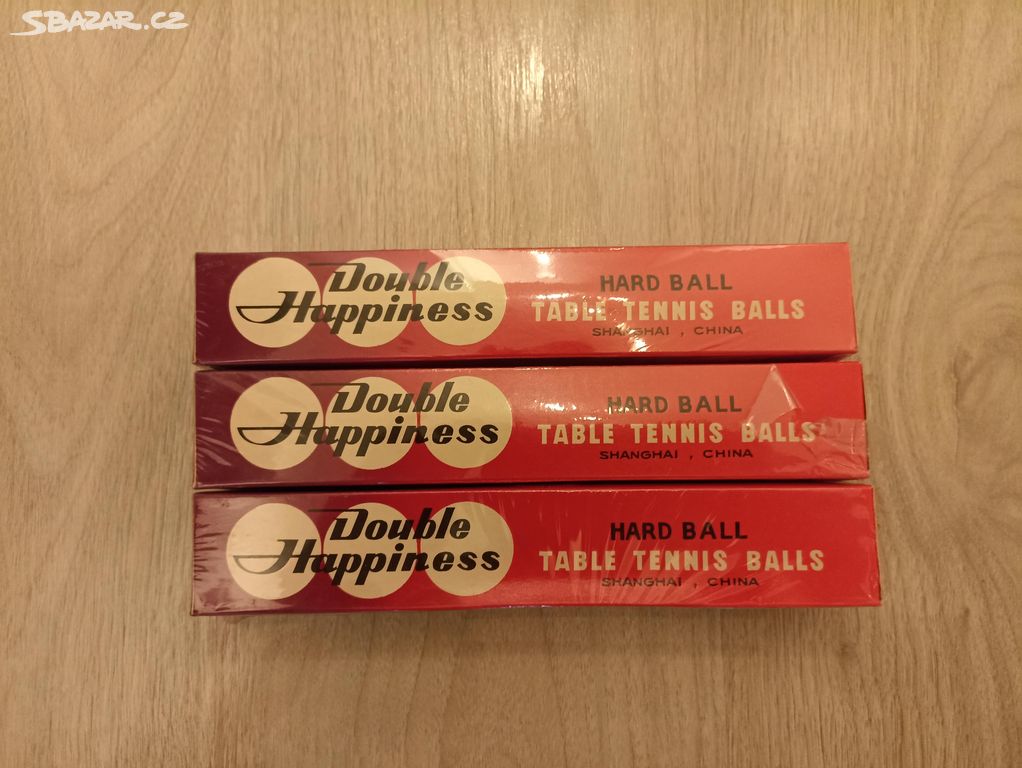 SBAZAR.CZ
Double
Happiness
HARD BALL
TABLE TENNIS BALLS
SHANGHAI , CHINA
Double
Happiness
HARD BALL
TABLE TENNIS BALLS
SHANGHAI , CHINA
Double
Happiness
HARD BALL
TABLE TENNIS BALLS
SHANGHAI , CHINA